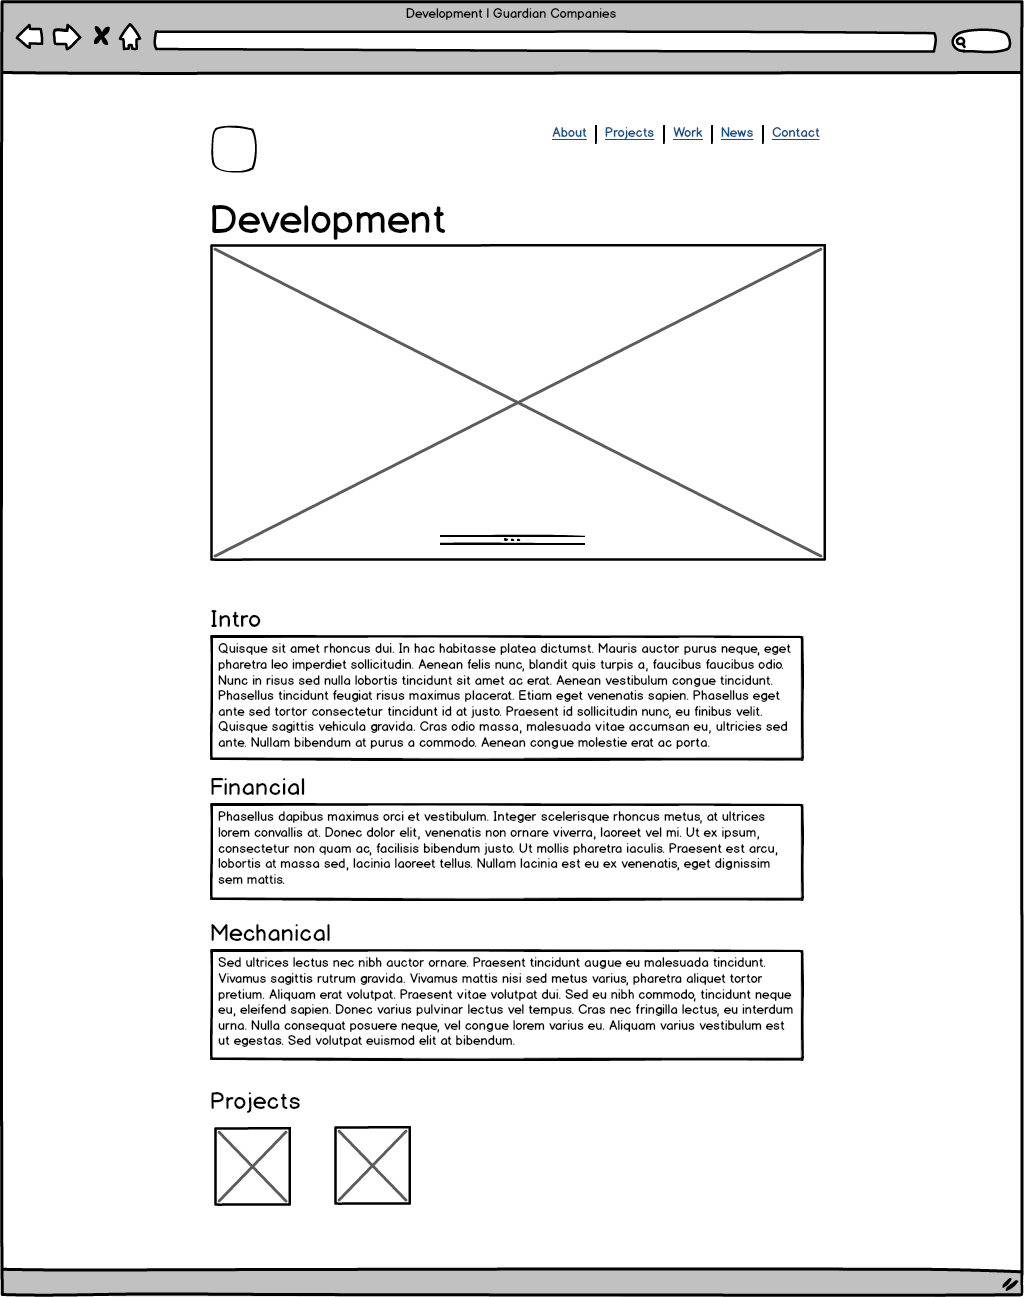 Development | Guardian Companies
About | Projects | Work | News | Contact
Development
Intro
Quisque sit amet rhoncus dui. In hac habitasse platea dictumst. Mauris auctor purus neque, eget
pharetra leo imperdiet sollicitudin. Aenean felis nunc, blandit quis turpis a, faucibus faucibus odio.
Nunc in risus sed nulla lobortis tincidunt sit amet ac erat. Aenean vestibulum congue tincidunt.
Phasellus tincidunt feugiat risus maximus placerat. Etiam eget venenatis sapien. Phasellus eget
ante sed tortor consectetur tincidunt id at justo. Praesent id sollicitudin nunc, eu finibus velit.
Quisque sagittis vehicula gravida. Cras odio massa, malesuada vitae accumsan eu, ultricies sed
ante. Nullam bibendum at purus a commodo. Aenean congue molestie erat ac porta.
Financial
Phasellus dapibus maximus orci et vestibulum. Integer scelerisque rhoncus metus, at ultrices
lorem convallis at. Donec dolor elit, venenatis non ornare viverra, laoreet vel mi. Ut ex ipsum,
consectetur non quam ac, facilisis bibendum justo. Ut mollis pharetra iaculis. Praesent est arcu,
lobortis at massa sed, lacinia laoreet tellus. Nullam lacinia est eu ex venenatis, eget dignissim
sem mattis.
Mechanical
Sed ultrices lectus nec nibh auctor ornare. Praesent tincidunt augue eu malesuada tincidunt.
Vivamus sagittis rutrum gravida. Vivamus mattis nisi sed metus varius, pharetra aliquet tortor
pretium. Aliquam erat volutpat. Praesent vitae volutpat dui. Sed eu nibh commodo, tincidunt neque
eu, eleifend sapien. Donec varius pulvinar lectus vel tempus. Cras nec fringilla lectus, eu interdum
urna. Nulla consequat posuere neque, vel congue lorem varius eu. Aliquam varius vestibulum est
ut egestas. Sed volutpat euismod elit at bibendum.
Projects